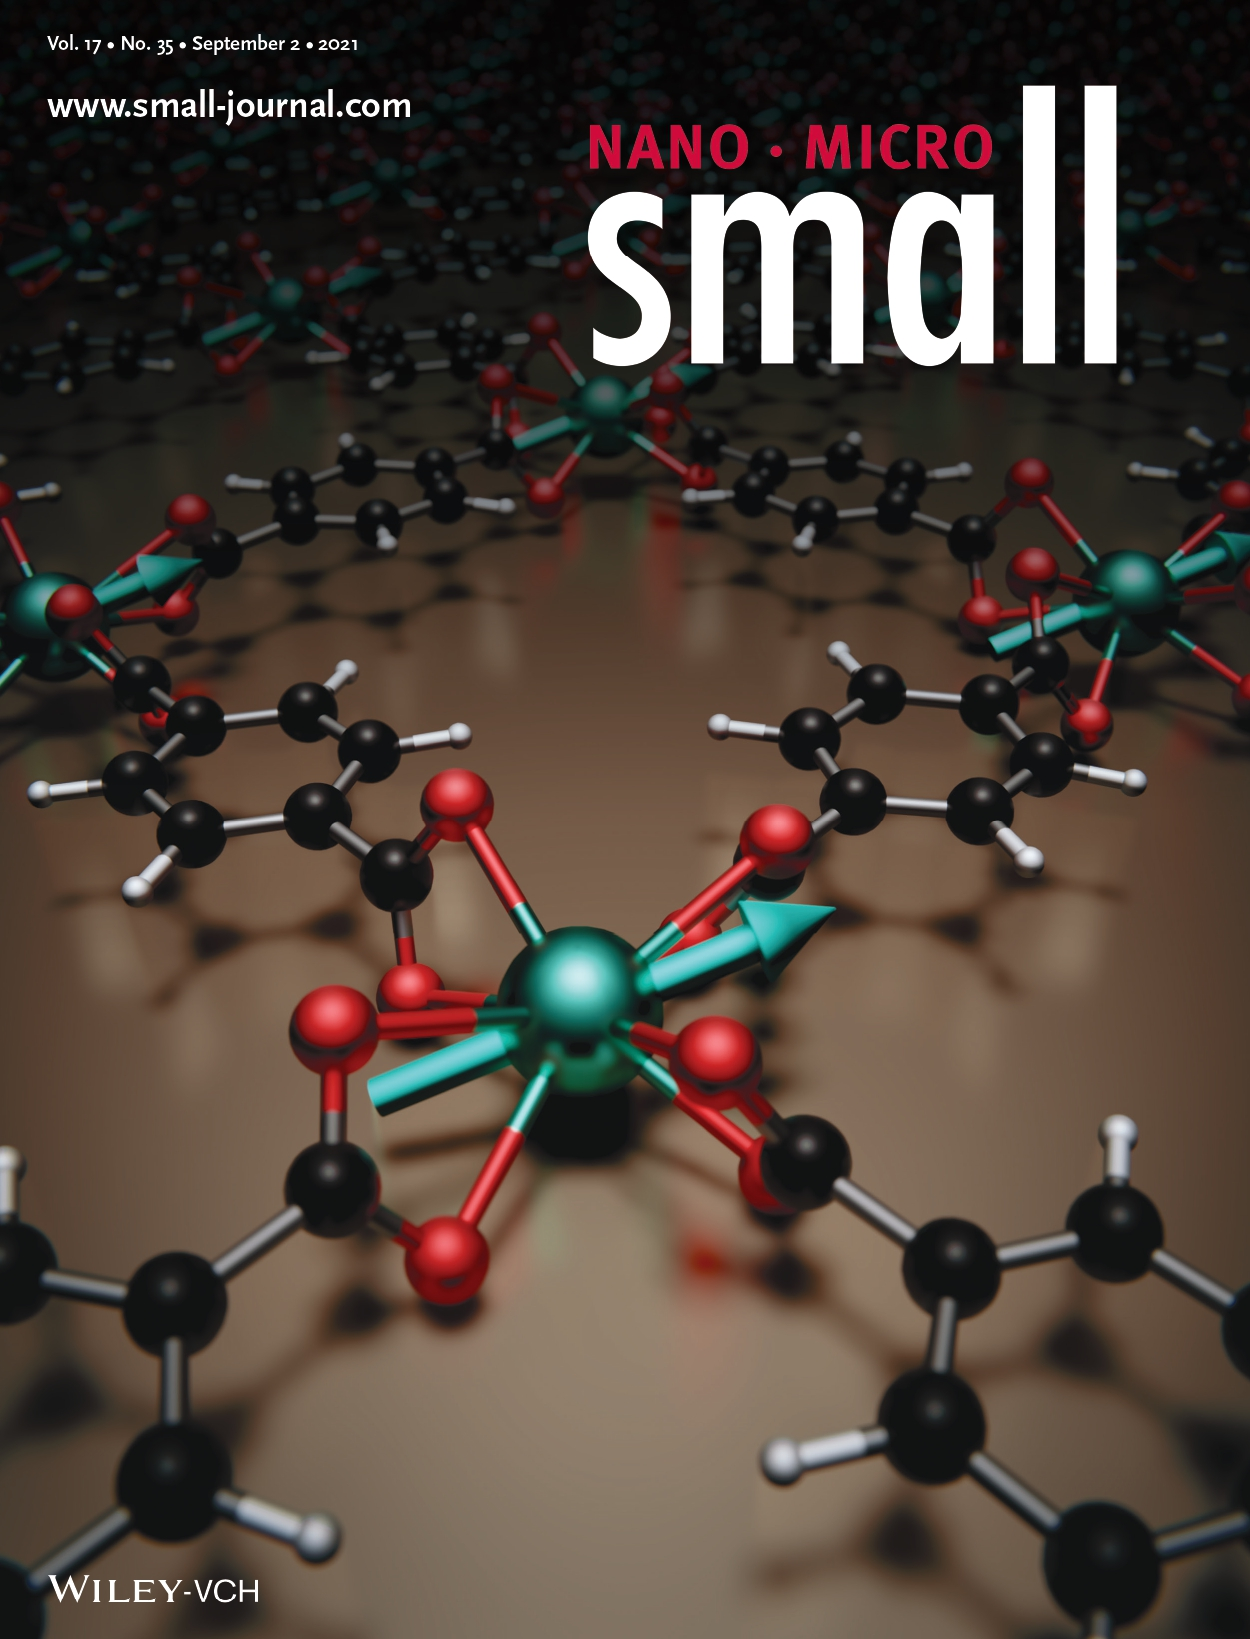 Vol. 17 • No. 35 • September 2 • 2021
www.small-journal.com
NANO · MICRO
small
WILEY-VCH